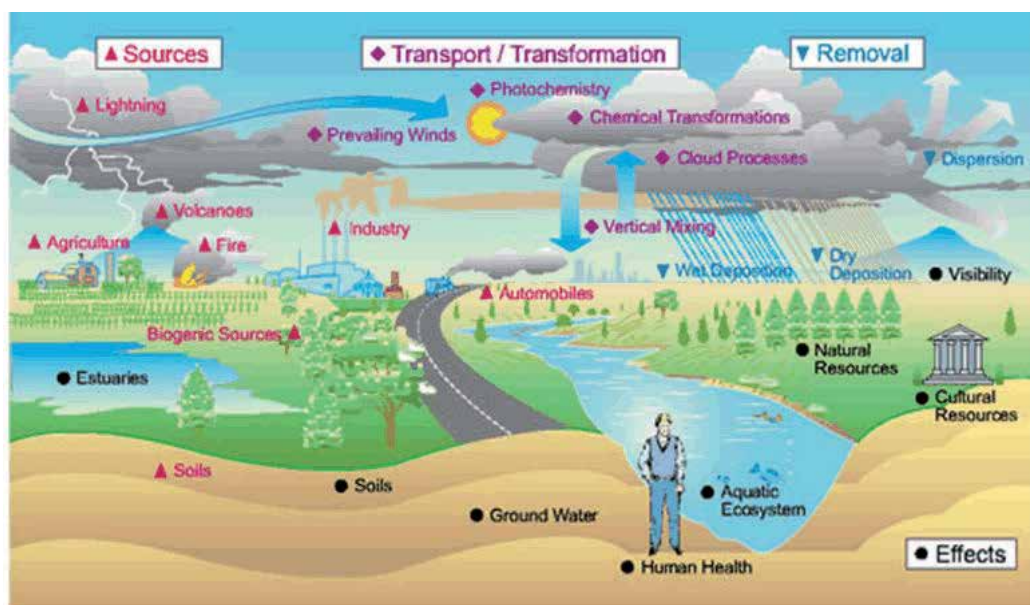 Sources
Transport / Transformation
Removal
Lightning
Photochemistry
Prevailing Winds
Chemical Transformations
Cloud Processes
Dispersion
Volcanoes
Agriculture
Fire
Industry
Vertical Mixing
Wet Deposition
Dry
Deposition
Visibility
Automobiles
Biogenic Sources
Estuaries
Natural
Resources
Cultural
Resources
Soils
Soils
Ground Water
Aquatic
Ecosystem
Human Health
Effects